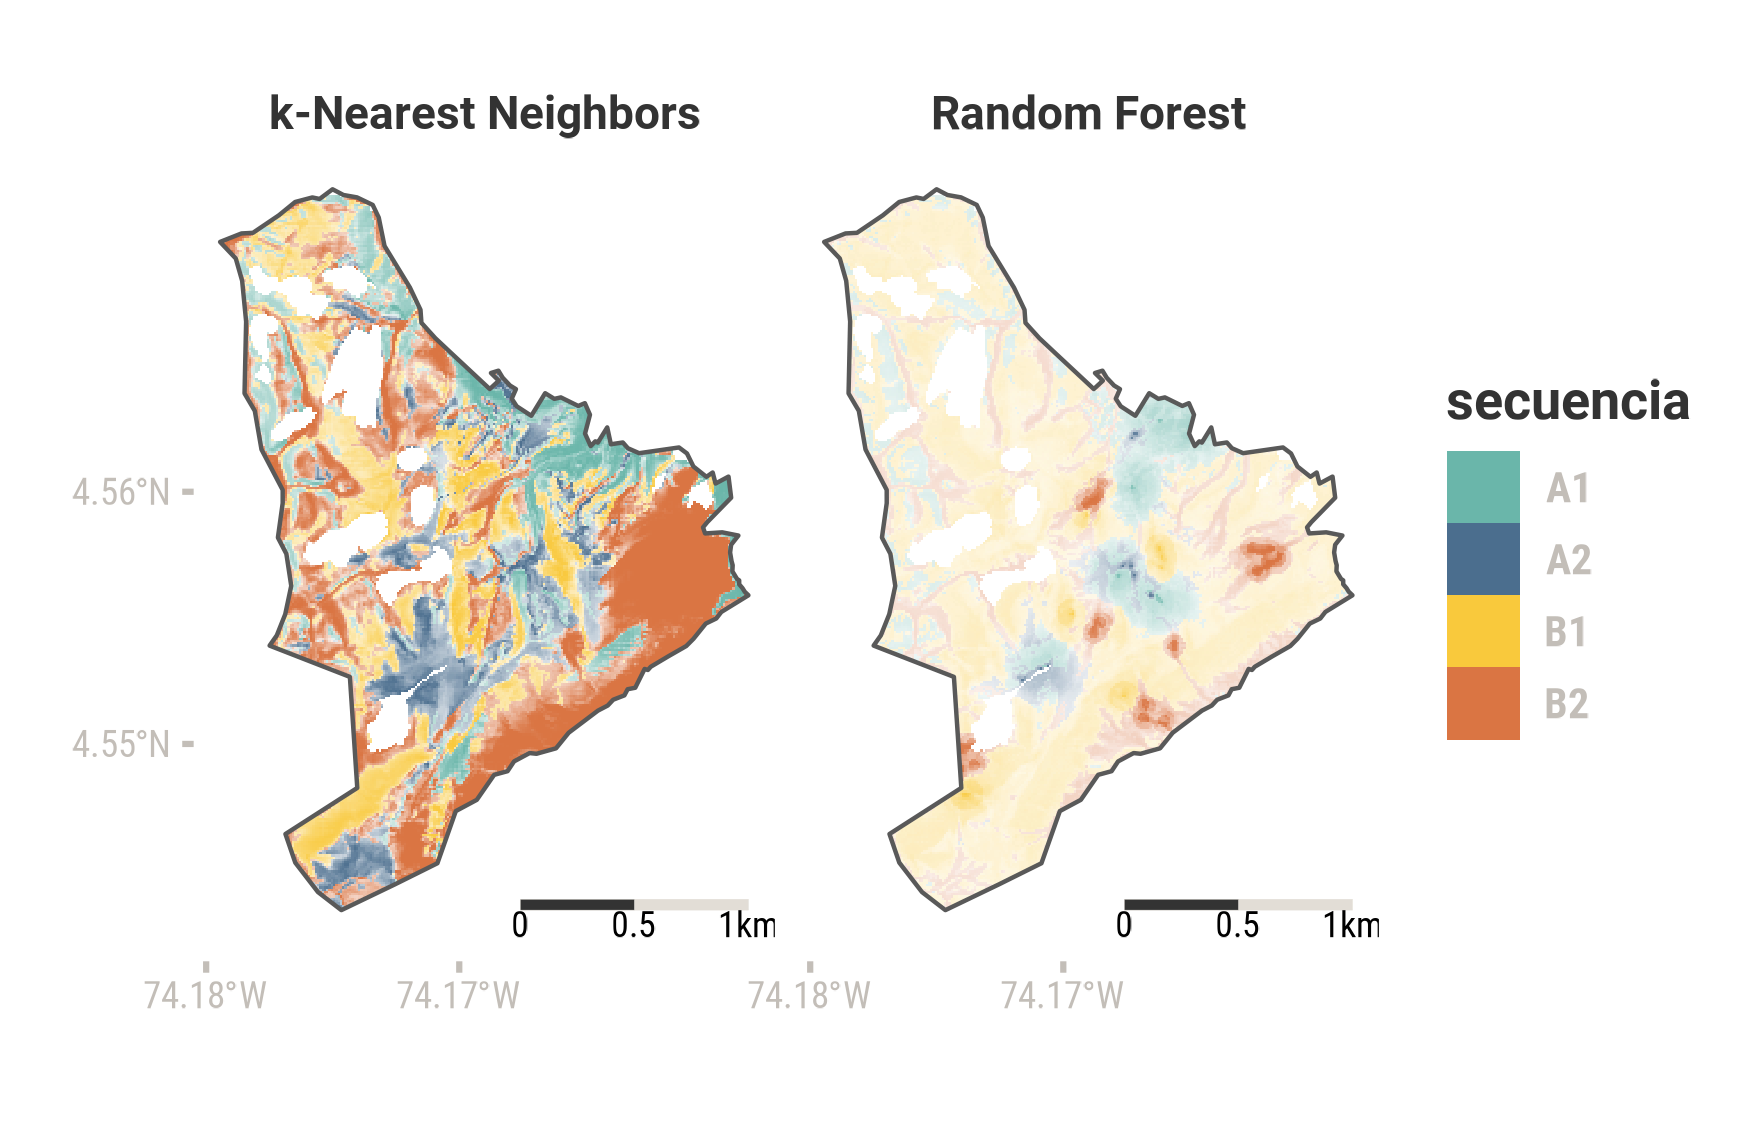 k-Nearest Neighbors
Random Forest
secuencia
A1
A2
B1
B2
4.56°N
4.55°N
0 0.5 1km
0 0.5 1km
74.18°W 74.17°W 74.18°W 74.17°W